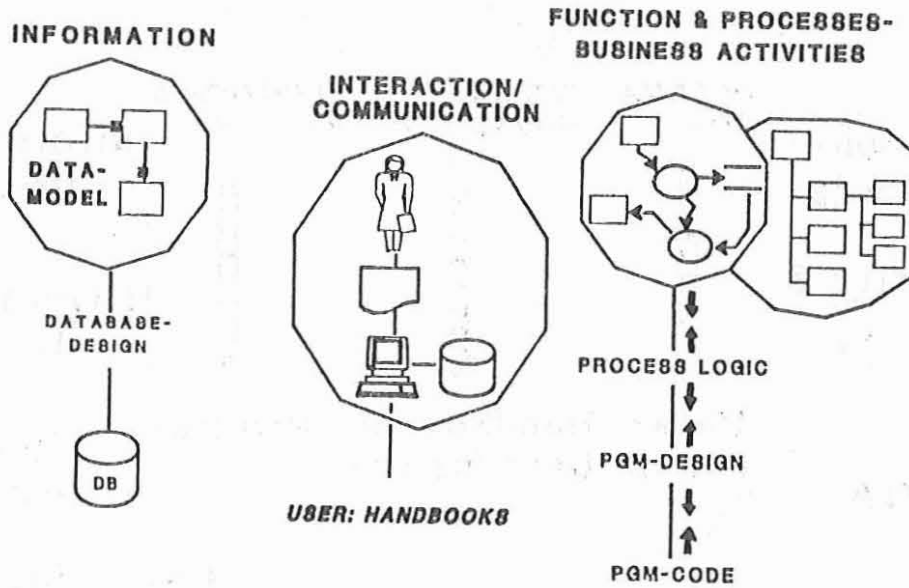 INFORMATION
DATA-
MODEL
DATABASE-
DESIGN
DB
INTERACTION/
COMMUNICATION
USER: HANDBOOKS
FUNCTION & PROCESSES-
BUSINESS ACTIVITIES
PROCESS LOGIC
PGM-DESIGN
PGM-CODE